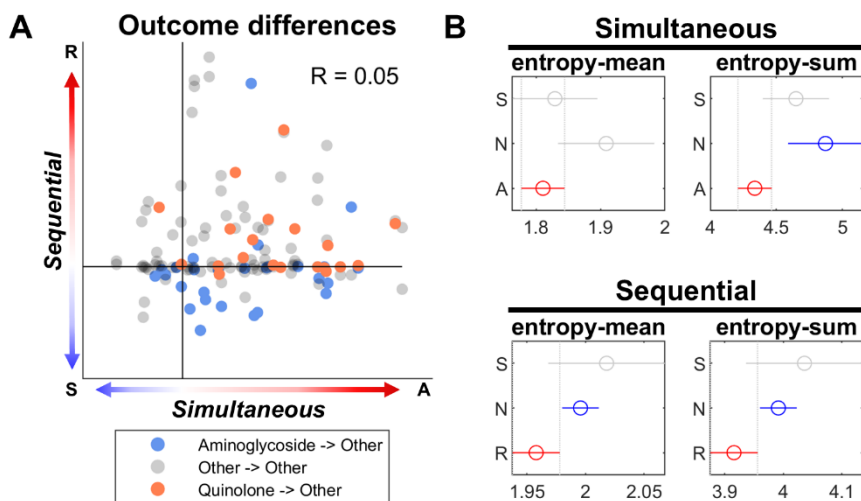 A
Outcome differences
R
R = 0.05
Sequential
S
A
Simultaneous
Aminoglycoside -> Other
Other -> Other
Quinolone -> Other
B
Simultaneous
entropy-mean
entropy-sum
S
N
A
1.8
1.9
2
S
N
A
4
4.5
5
Sequential
entropy-mean
entropy-sum
S
N
R
1.95
2
2.05
S
N
R
3.9
4
4.1